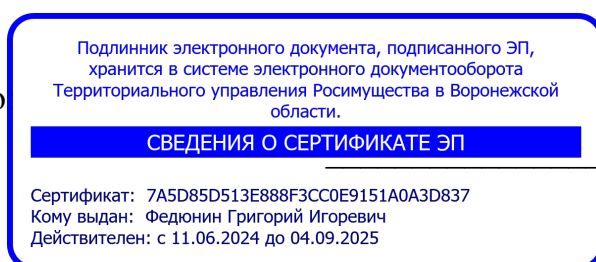 Подлинник электронного документа, подписанного ЭП,
хранится в системе электронного документооборота
Территориального управления Росимущества в Воронежской
области.
СВЕДЕНИЯ О СЕРТИФИКАТЕ ЭП
Сертификат: 7A5D85D513E888F3CC0E9151A0A3D837
Кому выдан: Федюнин Григорий Игоревич
Действителен: с 11.06.2024 до 04.09.2025